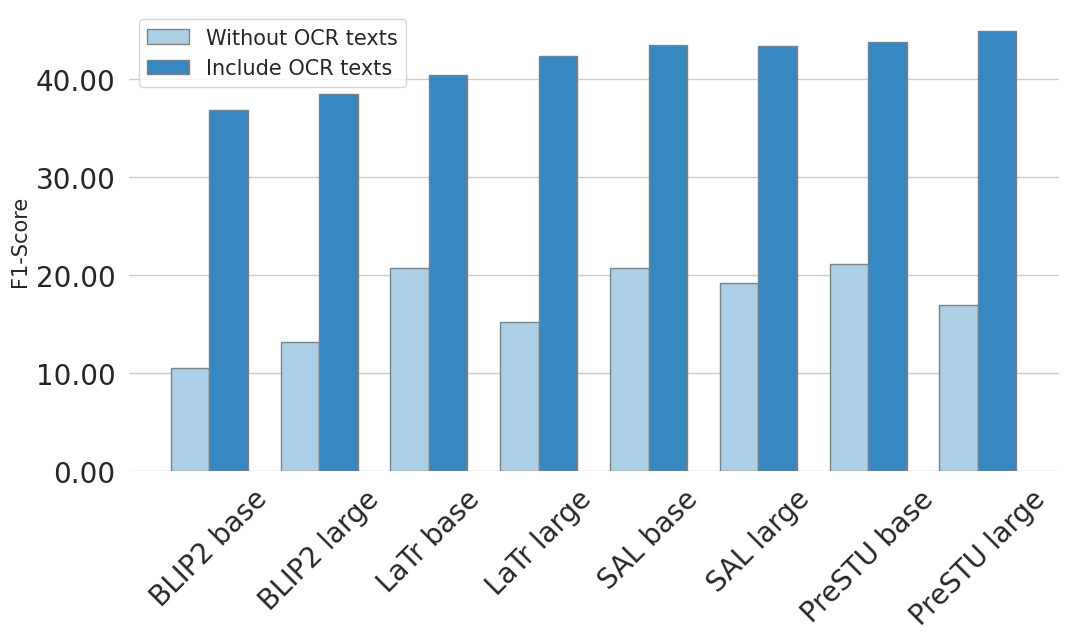 Without OCR texts
Include OCR texts
F1-Score
40.00
30.00
20.00
10.00
0.00
BLIP2 base
BLIP2 large
LaTr base
LaTr large
SAL base
SAL large
PreSTU base
PreSTU large